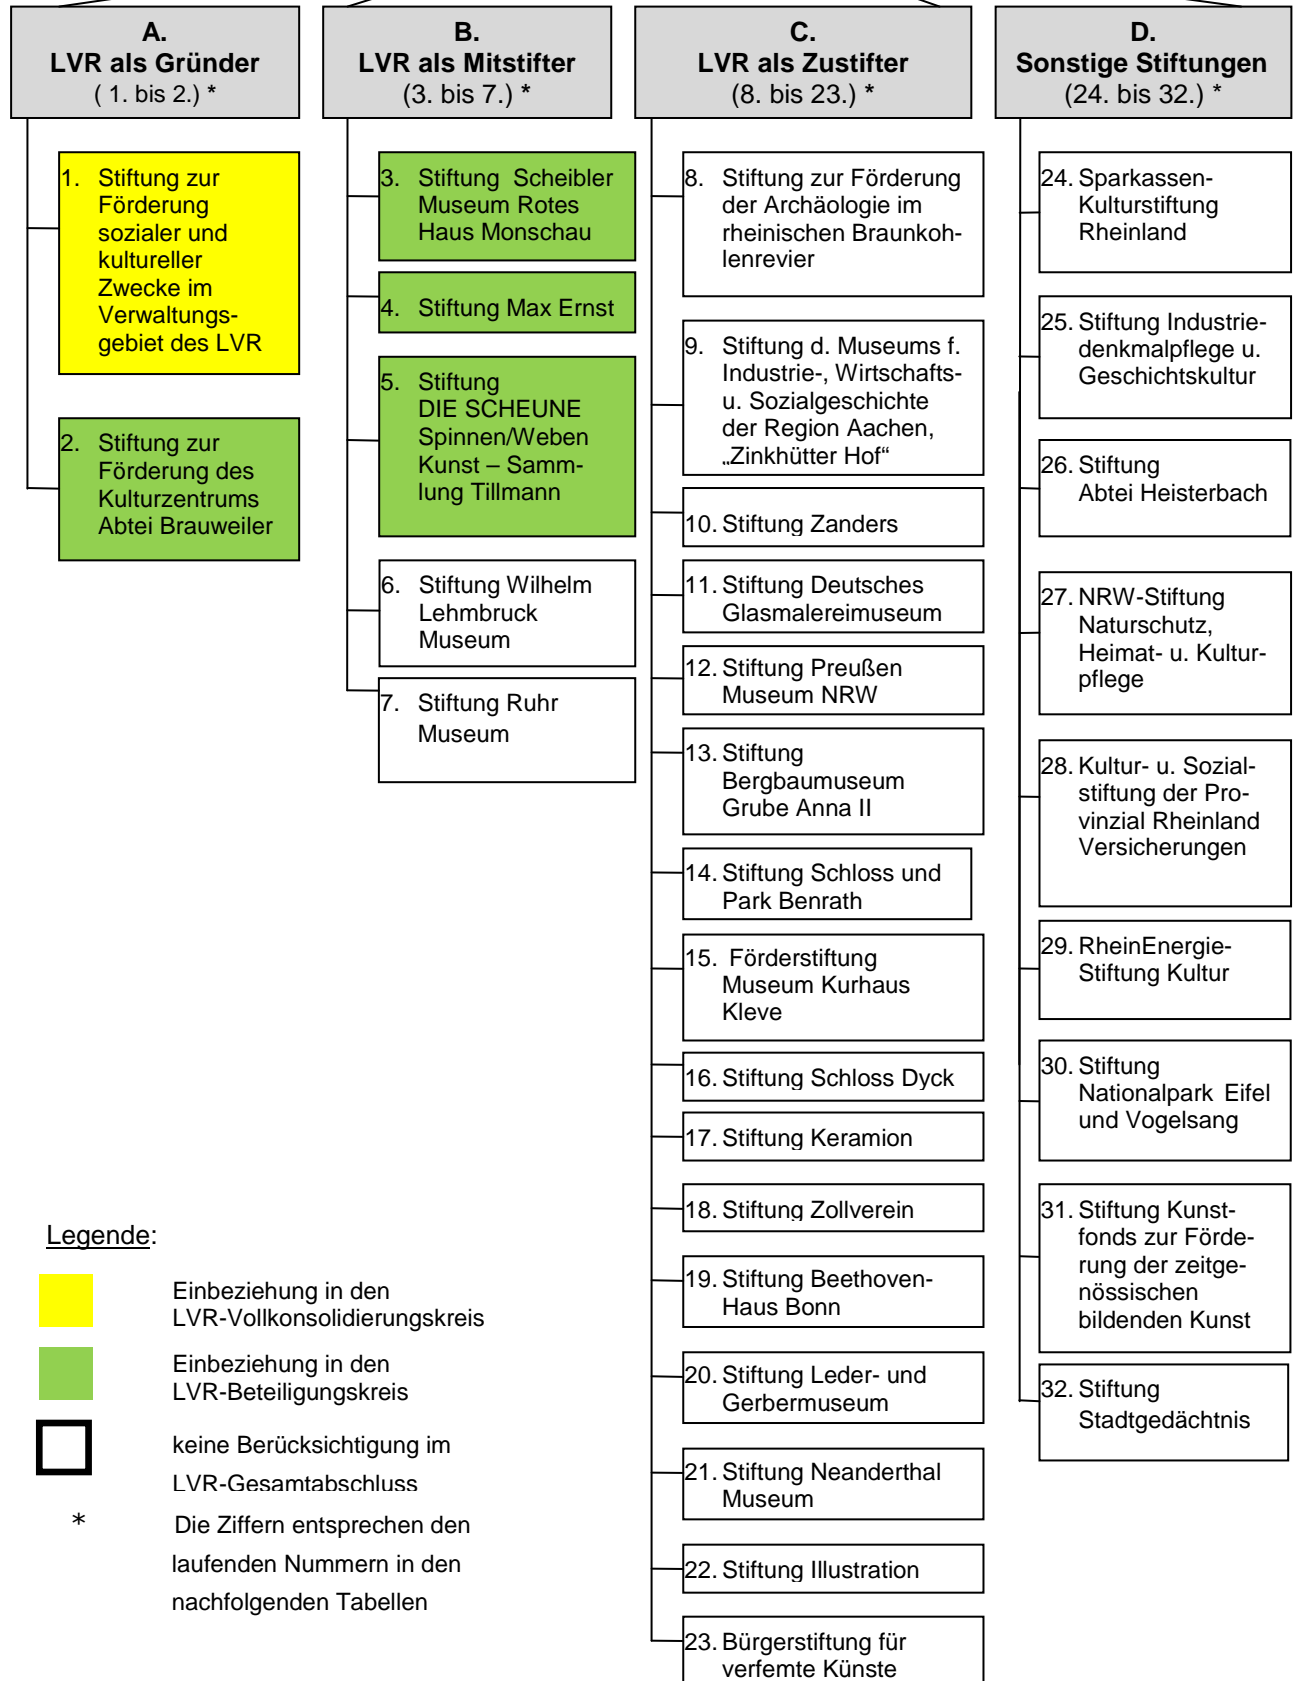 A.
LVR als Gründer
( 1. bis 2.) *
1. Stiftung zur
Förderung
sozialer und
kultureller
Zwecke im
Verwaltungs-
gebiet des LVR
2. Stiftung zur
Förderung des
Kulturzentrums
Abtei Brauweiler
B.
LVR als Mitstifter
(3. bis 7.) *
3. Stiftung Scheibler
Museum Rotes
Haus Monschau
4. Stiftung Max Ernst
5. Stiftung
DIE SCHEUNE
Spinnen/Weben
Kunst – Samm-
lung Tillmann
6. Stiftung Wilhelm
Lehmbruck
Museum
7. Stiftung Ruhr
Museum
C.
LVR als Zustifter
(8. bis 23.) *
8. Stiftung zur Förderung
der Archäologie im
rheinischen Braunkoh-
lenrevier
9. Stiftung d. Museums f.
Industrie-, Wirtschafts-
u. Sozialgeschichte
der Region Aachen,
„Zinkhütter Hof“
10. Stiftung Zanders
11. Stiftung Deutsches
Glasmalereimuseum
12. Stiftung Preußen
Museum NRW
13. Stiftung
Bergbaumuseum
Grube Anna II
14. Stiftung Schloss und
Park Benrath
15. Förderstiftung
Museum Kurhaus
Kleve
16. Stiftung Schloss Dyck
17. Stiftung Keramion
18. Stiftung Zollverein
19. Stiftung Beethoven-
Haus Bonn
20. Stiftung Leder- und
Gerbermuseum
21. Stiftung Neanderthal
Museum
22. Stiftung Illustration
23. Bürgerstiftung für
verfemte Künste
D.
Sonstige Stiftungen
(24. bis 32.) *
24. Sparkassen-
Kulturstiftung
Rheinland
25. Stiftung Industrie-
denkmalpflege u.
Geschichtskultur
26. Stiftung
Abtei Heisterbach
27. NRW-Stiftung
Naturschutz,
Heimat- u. Kultur-
pflege
28. Kultur- u. Sozial-
stiftung der Pro-
vinzial Rheinland
Versicherungen
29. RheinEnergie-
Stiftung Kultur
30. Stiftung
Nationalpark Eifel
und Vogelsang
31. Stiftung Kunst-
fonds zur Förde-
rung der zeitge-
nössischen
bildenden Kunst
32. Stiftung
Stadtgedächtnis
Legende:
Einbeziehung in den
LVR-Vollkonsolidierungskreis
Einbeziehung in den
LVR-Beteiligungskreis
keine Berücksichtigung im
LVR-Gesamtabschluss
* Die Ziffern entsprechen den
laufenden Nummern in den
nachfolgenden Tabellen